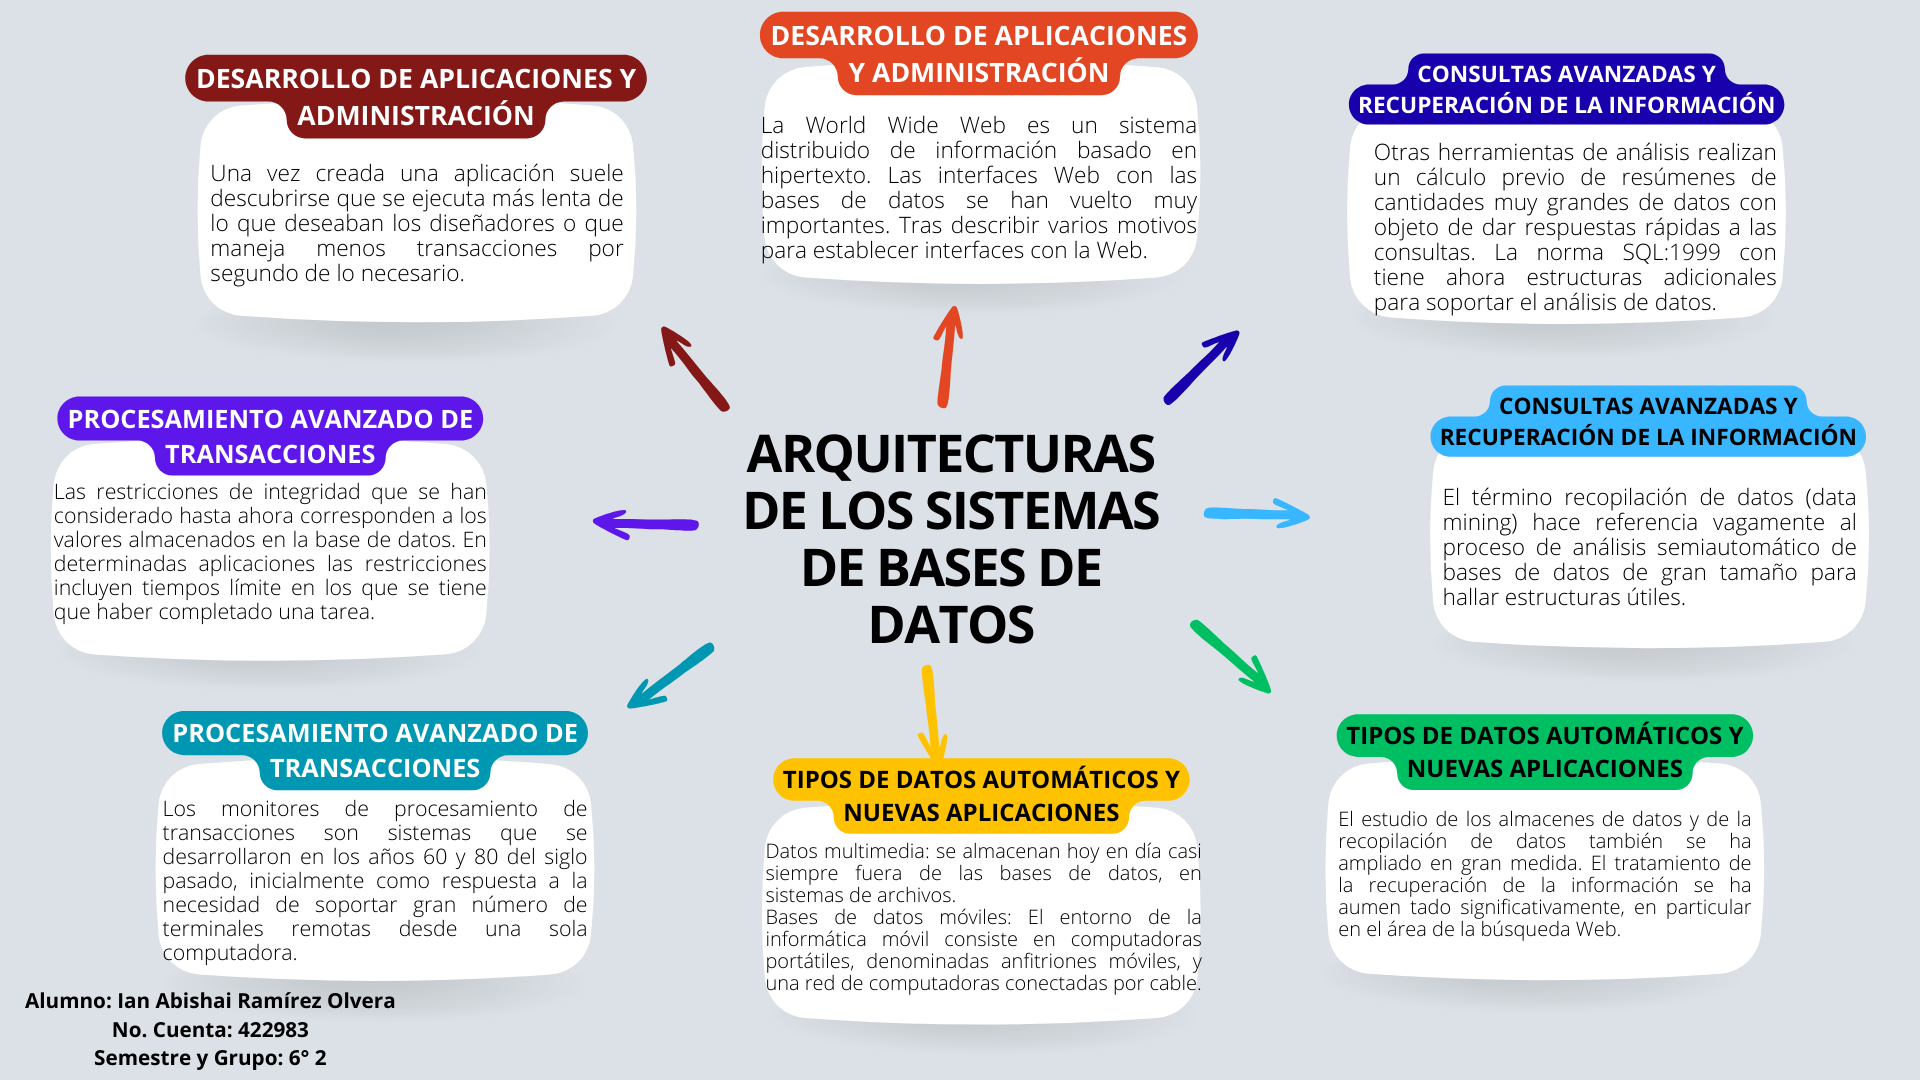 DESARROLLO DE APLICACIONES Y
ADMINISTRACIÓN
Una vez creada una aplicación suele
descubrirse que se ejecuta más lenta de
lo que deseaban los diseñadores o que
maneja menos transacciones por
segundo de lo necesario.
DESARROLLO DE APLICACIONES
Y ADMINISTRACIÓN
La World Wide Web es un sistema
distribuido de información basado en
hipertexto. Las interfaces Web con las
bases de datos se han vuelto muy
importantes. Tras describir varios motivos
para establecer interfaces con la Web.
CONSULTAS AVANZADAS Y
RECUPERACIÓN DE LA INFORMACIÓN
Otras herramientas de análisis realizan
un cálculo previo de resúmenes de
cantidades muy grandes de datos con
objeto de dar respuestas rápidas a las
consultas. La norma SQL:1999 con
tiene ahora estructuras adicionales
para soportar el análisis de datos.
PROCESAMIENTO AVANZADO DE
TRANSACCIONES
Las restricciones de integridad que se han
considerado hasta ahora corresponden a los
valores almacenados en la base de datos. En
determinadas aplicaciones las restricciones
incluyen tiempos límite en los que se tiene
que haber completado una tarea.
ARQUITECTURAS
DE LOS SISTEMAS
DE BASES DE
DATOS
CONSULTAS AVANZADAS Y
RECUPERACIÓN DE LA INFORMACIÓN
El término recopilación de datos (data
mining) hace referencia vagamente al
proceso de análisis semiautomático de
bases de datos de gran tamaño para
hallar estructuras útiles.
PROCESAMIENTO AVANZADO DE
TRANSACCIONES
Los monitores de procesamiento de
transacciones son sistemas que se
desarrollaron en los años 60 y 80 del siglo
pasado, inicialmente como respuesta a la
necesidad de soportar gran número de
terminales remotas desde una sola
computadora.
TIPOS DE DATOS AUTOMÁTICOS Y
NUEVAS APLICACIONES
Datos multimedia: se almacenan hoy en día casi
siempre fuera de las bases de datos, en
sistemas de archivos.
Bases de datos móviles: El entorno de la
informática móvil consiste en computadoras
portátiles, denominadas anfitriones móviles, y
una red de computadoras conectadas por cable.
TIPOS DE DATOS AUTOMÁTICOS Y
NUEVAS APLICACIONES
El estudio de los almacenes de datos y de la
recopilación de datos también se ha
ampliado en gran medida. El tratamiento de
la recuperación de la información se ha
aumen tado significativamente, en particular
en el área de la búsqueda Web.
Alumno: Ian Abishai Ramírez Olvera
No. Cuenta: 422983
Semestre y Grupo: 6° 2